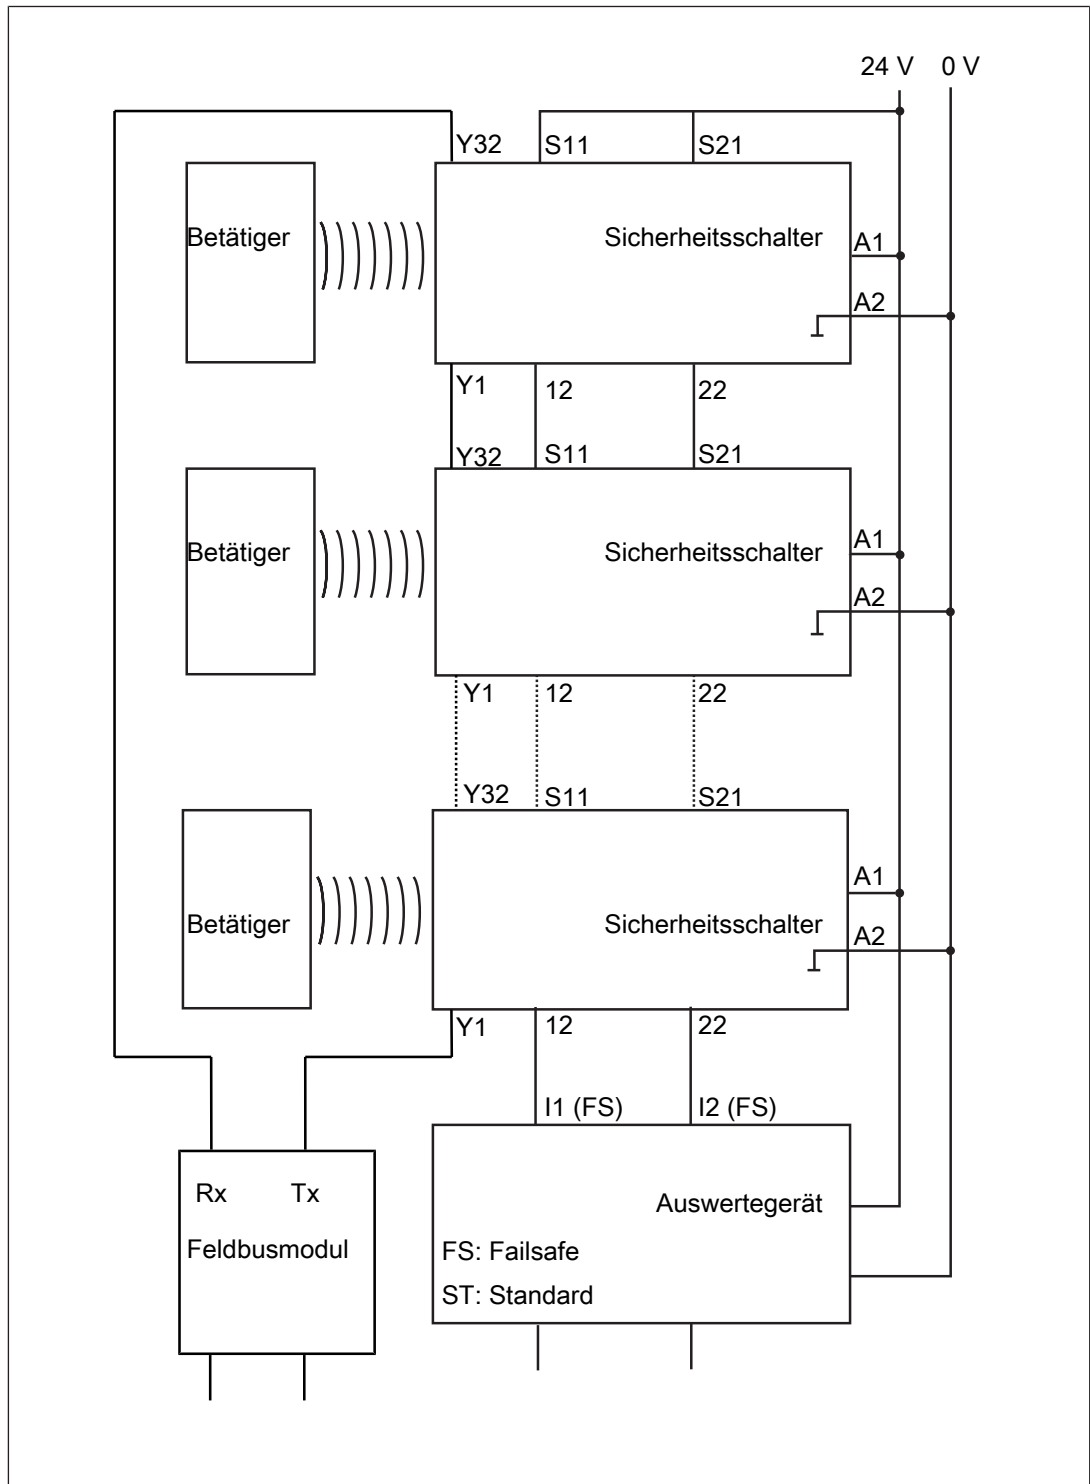 24 V 0 V
Y32 S11 S21
Betätiger Sicherheitsschalter A1
A2
Y1 12 22
Y32 S11 S21
Betätiger Sicherheitsschalter A1
A2
Y1 12 22
Y32 S11 S21
A1
Betätiger Sicherheitsschalter
A2
Y1 12 22
I1 (FS) I2 (FS)
Rx Tx Auswertegerät
Feldbusmodul FS: Failsafe
ST: Standard